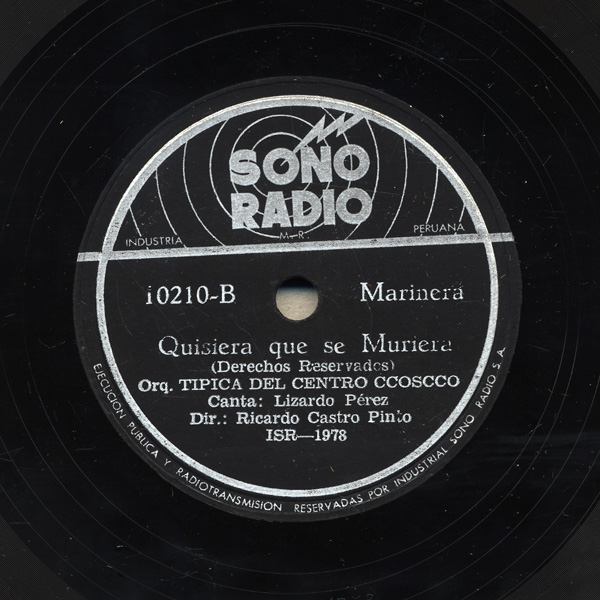 SONO
RADIO
INDUSTRIA
M. R.
PERUANA
10210-B
Marinera
Quisiera que se Muriera
(Derechos Reservados)
Orq. TIPICA DEL CENTRO CCOSCCO
Canta: Lizardo Pérez
Dir.: Ricardo Castro Pinto
ISR—1978
EJECUCION PUBLICA Y RADIOTRANSMISION RESERVADAS POR INDUSTRIAL SONO RADIO S. A.